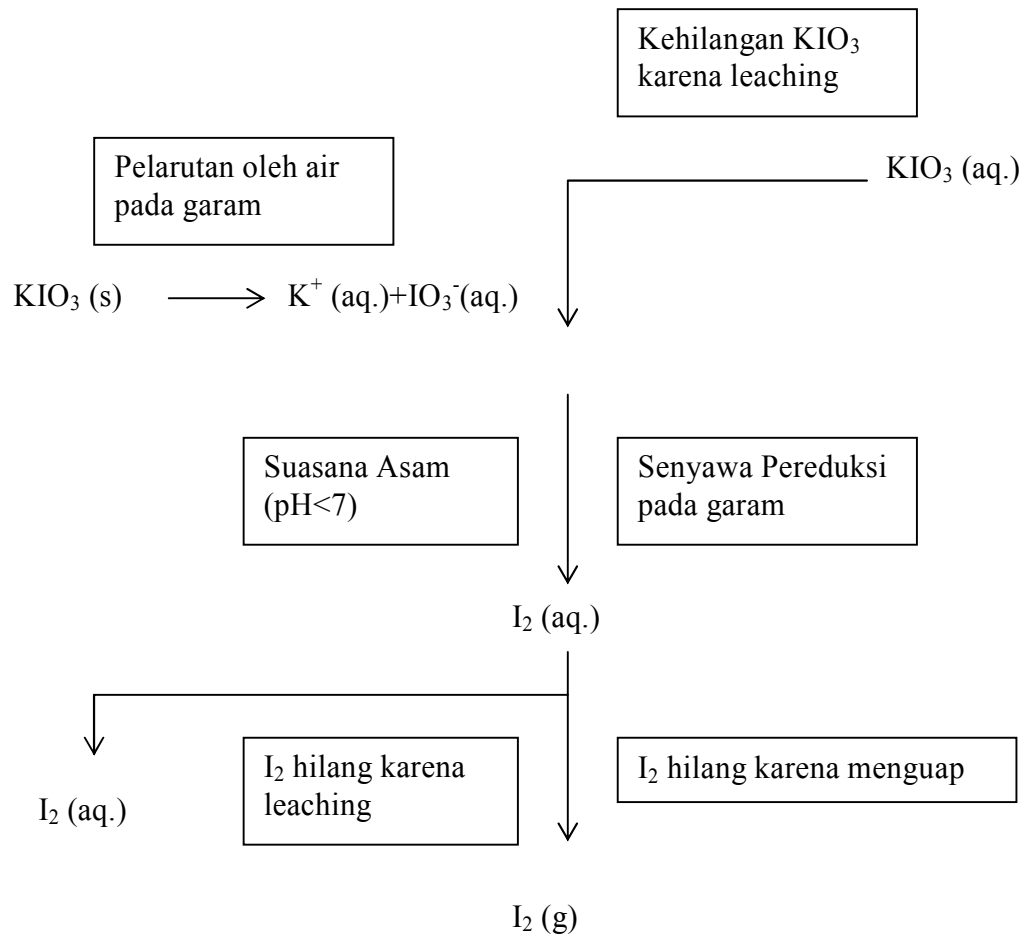 Kehilangan KIO₃
karena leaching
Pelarutan oleh air
pada garam
KIO₃ (aq.)
KIO₃ (s)
K⁺ (aq.)+IO₃⁻(aq.)
Suasana Asam
(pH<7)
Senyawa Pereduksi
pada garam
I₂ (aq.)
I₂ hilang karena
leaching
I₂ hilang karena menguap
I₂ (aq.)
I₂ (g)